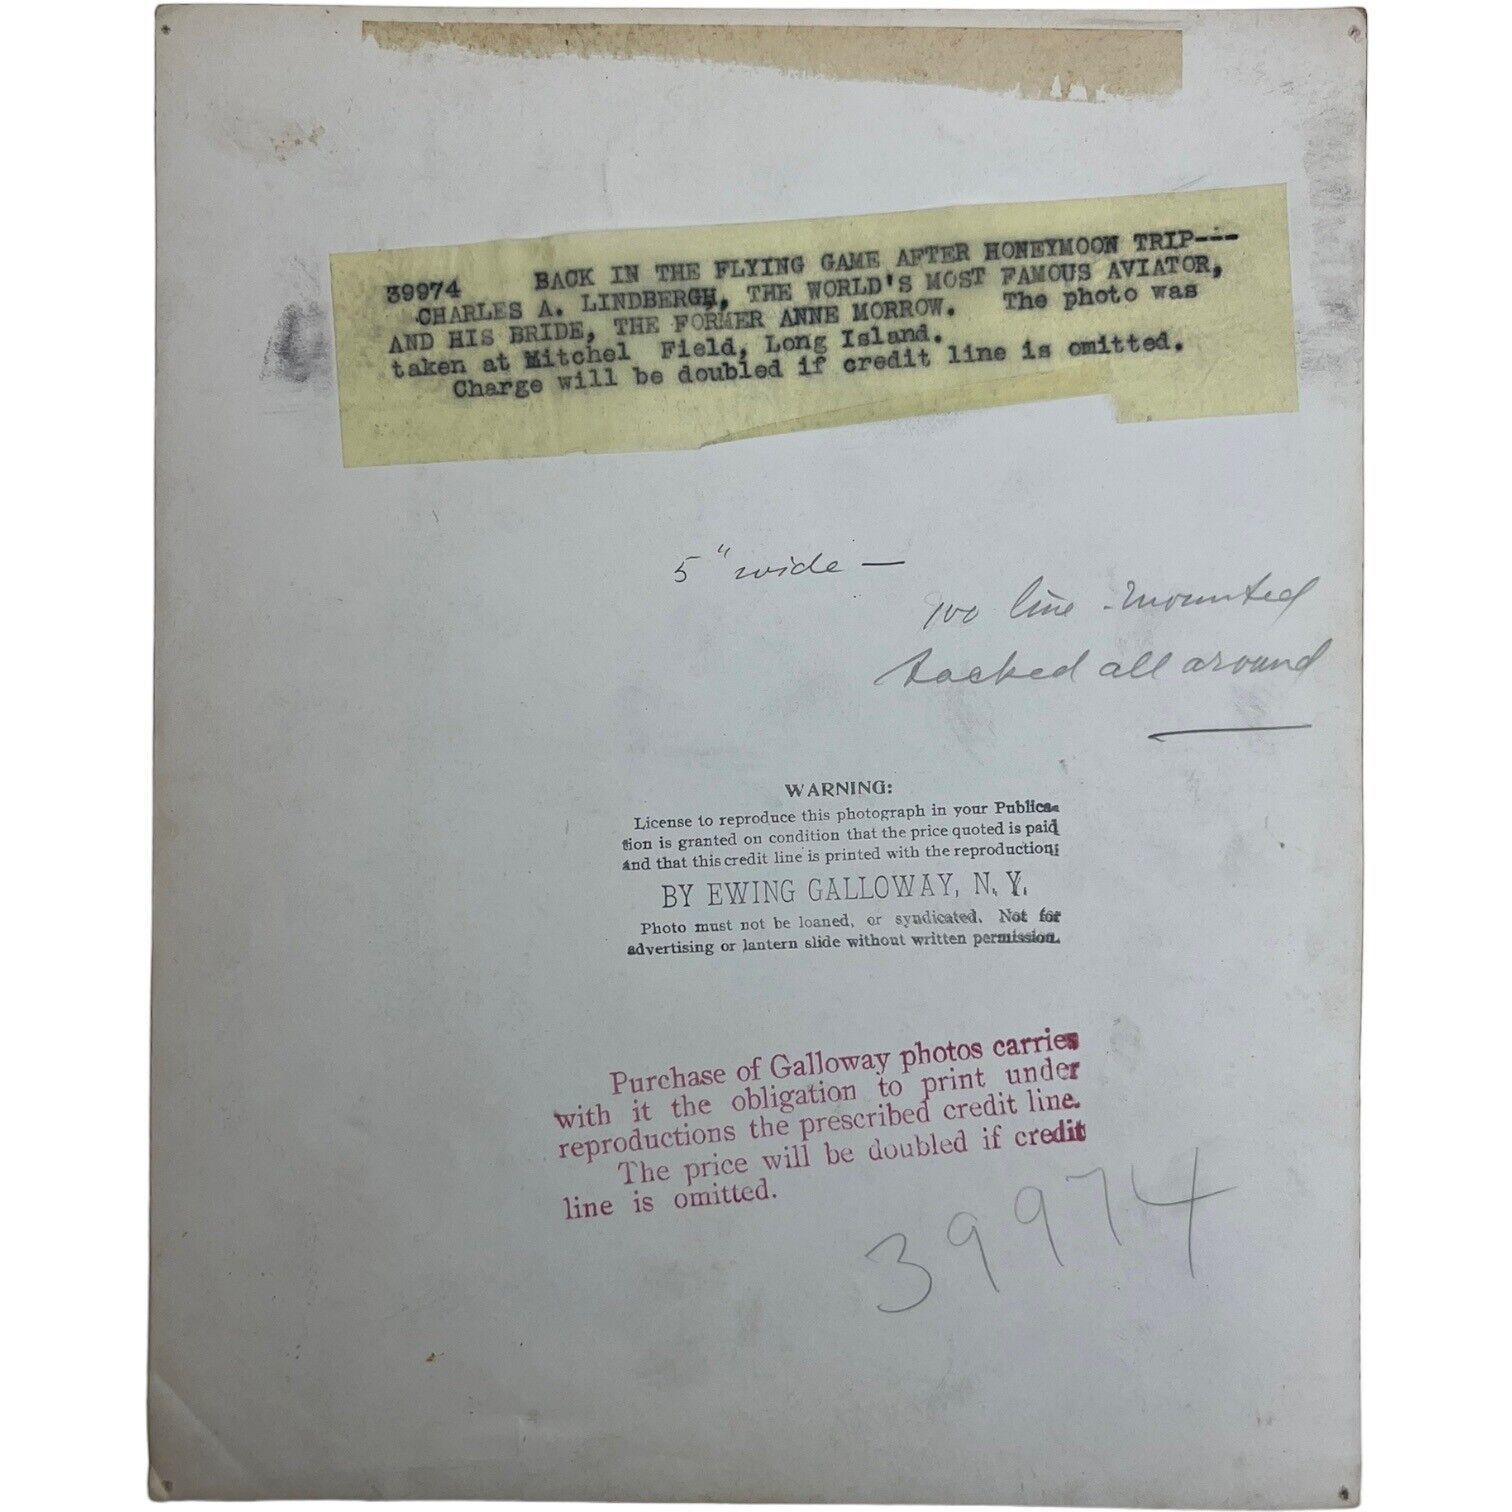 39974 BACK IN THE FLYING GAME AFTER HONEYMOON TRIP---
CHARLES A. LINDBERGH, THE WORLD'S MOST FAMOUS AVIATOR,
AND HIS BRIDE, THE FORMER ANNE MORROW. The photo was
taken at Mitchel Field, Long Island.
Charge will be doubled if credit line is omitted.
5" wide —
100 line - mounted
tacked all around
WARNING:
License to reproduce this photograph in your Publica-
tion is granted on condition that the price quoted is paid
and that this credit line is printed with the reproduction:
BY EWING GALLOWAY, N. Y.
Photo must not be loaned, or syndicated. Not for
advertising or lantern slide without written permission.
Purchase of Galloway photos carries
with it the obligation to print under
reproductions the prescribed credit line.
The price will be doubled if credit
line is omitted.
39974